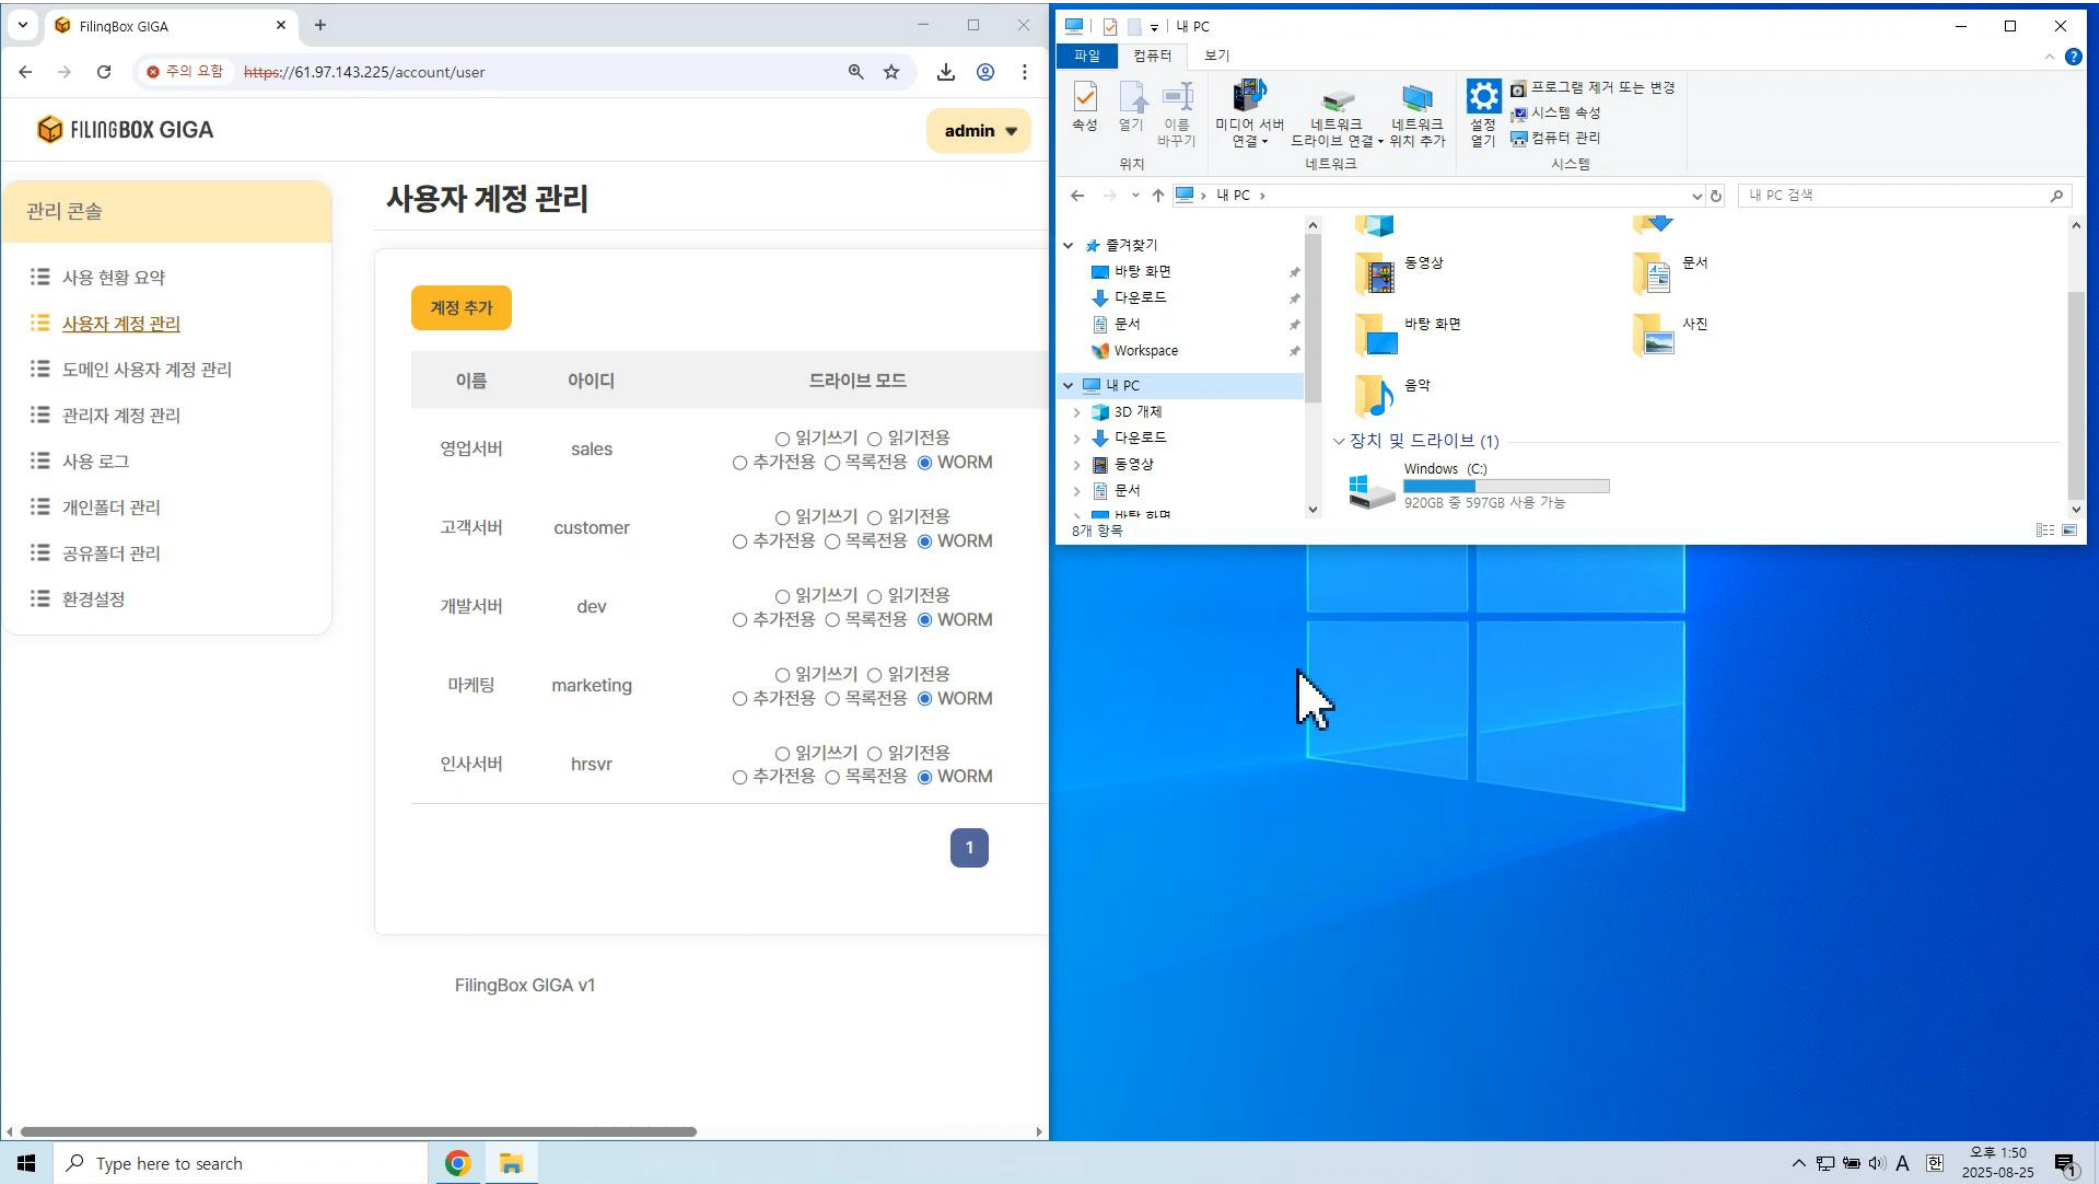 FilingBox GIGA
주의 요함
https://61.97.143.225/account/user
FILINGBOX GIGA
admin
관리 콘솔
사용 현황 요약
사용자 계정 관리
도메인 사용자 계정 관리
관리자 계정 관리
사용 로그
개인폴더 관리
공유폴더 관리
환경설정
사용자 계정 관리
계정 추가
이름 아이디 드라이브 모드
영업서버 sales 읽기쓰기 읽기전용
추가전용 목록전용 WORM
고객서버 customer 읽기쓰기 읽기전용
추가전용 목록전용 WORM
개발서버 dev 읽기쓰기 읽기전용
추가전용 목록전용 WORM
마케팅 marketing 읽기쓰기 읽기전용
추가전용 목록전용 WORM
인사서버 hrsvr 읽기쓰기 읽기전용
추가전용 목록전용 WORM
1
FilingBox GIGA v1
내 PC
파일 컴퓨터 보기
속성
열기
이름
바꾸기
위치
미디어 서버
연결
네트워크
드라이브 연결
네트워크
위치 추가
네트워크
설정
열기
프로그램 제거 또는 변경
시스템 속성
컴퓨터 관리
시스템
내 PC
내 PC 검색
즐겨찾기
바탕 화면
다운로드
문서
Workspace
내 PC
3D 개체
다운로드
동영상
문서
바탕 화면
동영상
문서
바탕 화면
사진
음악
장치 및 드라이브 (1)
Windows (C:)
920GB 중 597GB 사용 가능
8개 항목
Type here to search
A
한
오후 1:50
2025-08-25
1